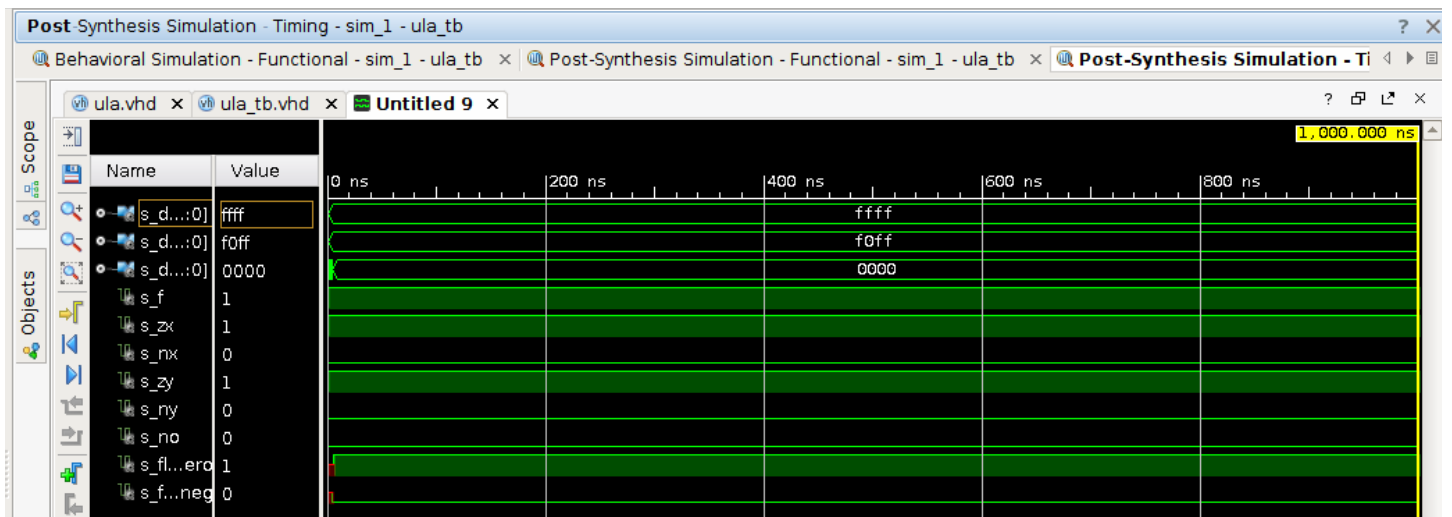 Post-Synthesis Simulation - Timing - sim_1 - ula_tb ? ×
Behavioral Simulation - Functional - sim_1 - ula_tb × Post-Synthesis Simulation - Functional - sim_1 - ula_tb × Post-Synthesis Simulation - Ti
ula.vhd × ula_tb.vhd × Untitled 9 × ? ×
Scope
Objects
1,000.000 ns
Name Value 0 ns 200 ns 400 ns 600 ns 800 ns
s_d...:0] ffff ffff
s_d...:0] f0ff f0ff
s_d...:0] 0000 0000
s_f 1
s_zx 1
s_nx 0
s_zy 1
s_ny 0
s_no 0
s_fl...ero 1
s_f...neg 0